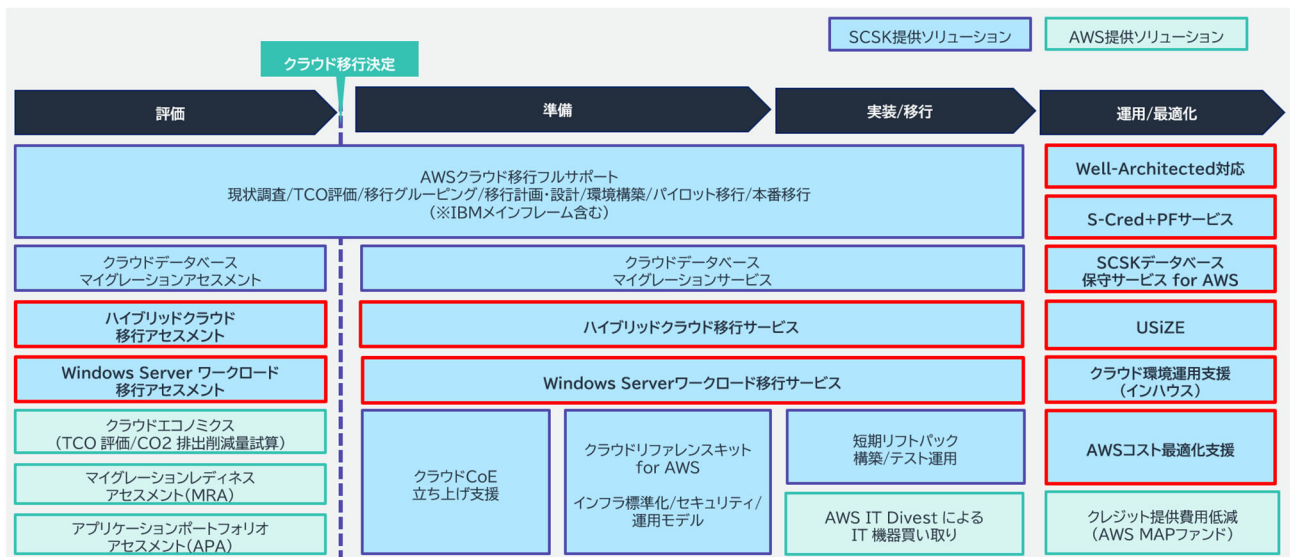 SCSK提供ソリューション
AWS提供ソリューション
クラウド移行決定
評価
準備
実装/移行
運用/最適化
AWSクラウド移行フルサポート
現状調査/TCO評価/移行グルーピング/移行計画・設計/環境構築/パイロット移行/本番移行
(※IBMメインフレーム含む)
Well-Architected対応
S-Cred+PFサービス
クラウドデータベース
マイグレーションアセスメント
クラウドデータベース
マイグレーションサービス
SCSKデータベース
保守サービス for AWS
ハイブリッドクラウド
移行アセスメント
ハイブリッドクラウド移行サービス
USiZE
Windows Server ワークロード
移行アセスメント
Windows Serverワークロード移行サービス
クラウド環境運用支援
(インハウス)
クラウドエコノミクス
(TCO 評価/CO2 排出削減量試算)
マイグレーションレディネス
アセスメント(MRA)
アプリケーションポートフォリオ
アセスメント(APA)
クラウドCoE
立ち上げ支援
クラウドリファレンスキット
for AWS
インフラ標準化/セキュリティ/
運用モデル
短期リフトパック
構築/テスト運用
AWS IT Divest による
IT 機器買い取り
AWSコスト最適化支援
クレジット提供費用低減
(AWS MAPファンド)